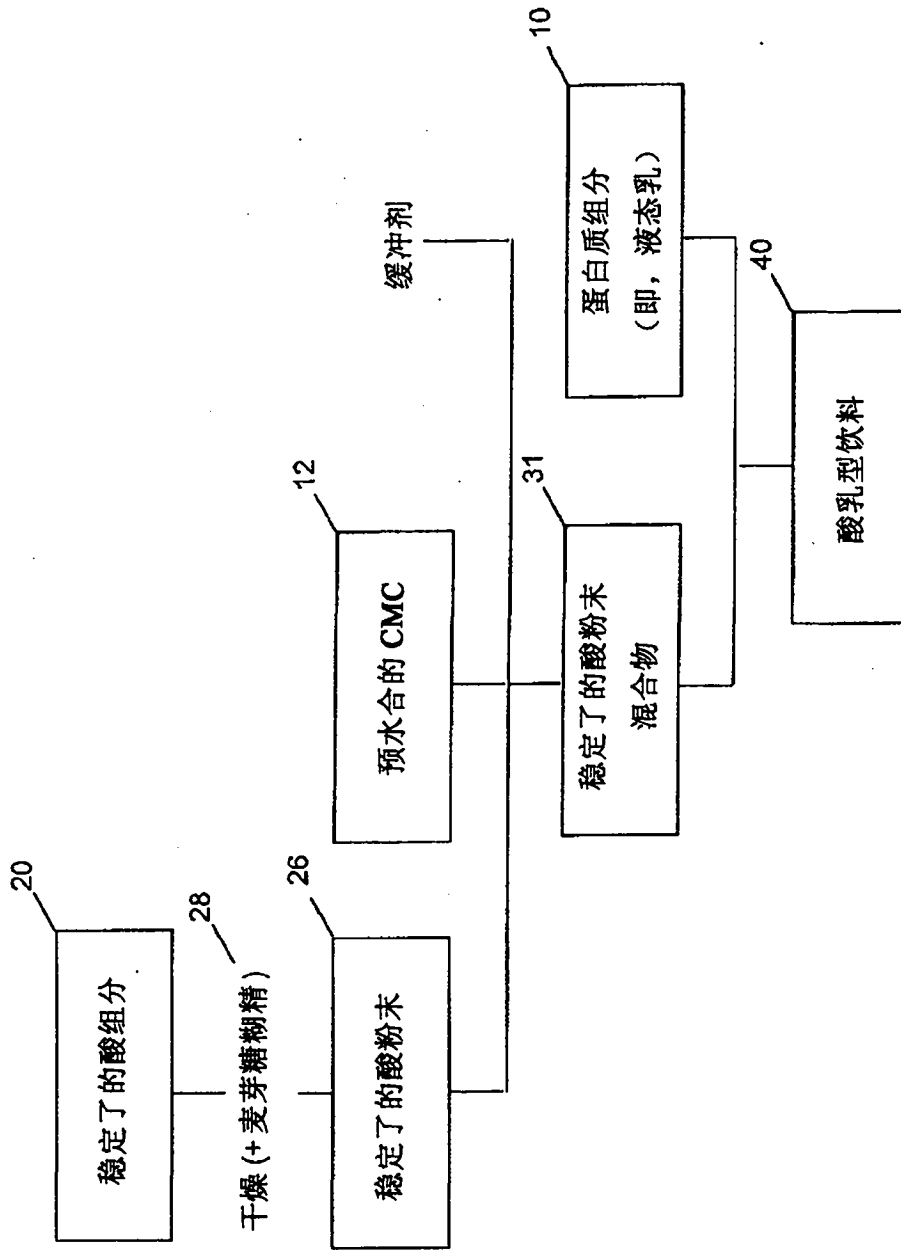 20
稳定了的酸组分
28
干燥 (+ 麦芽糊精)
26
稳定了的酸粉末
12
预水合的 CMC
缓冲剂
31
稳定了的酸粉末
混合物
10
蛋白质组分
（即，液态乳）
40
酸乳型饮料